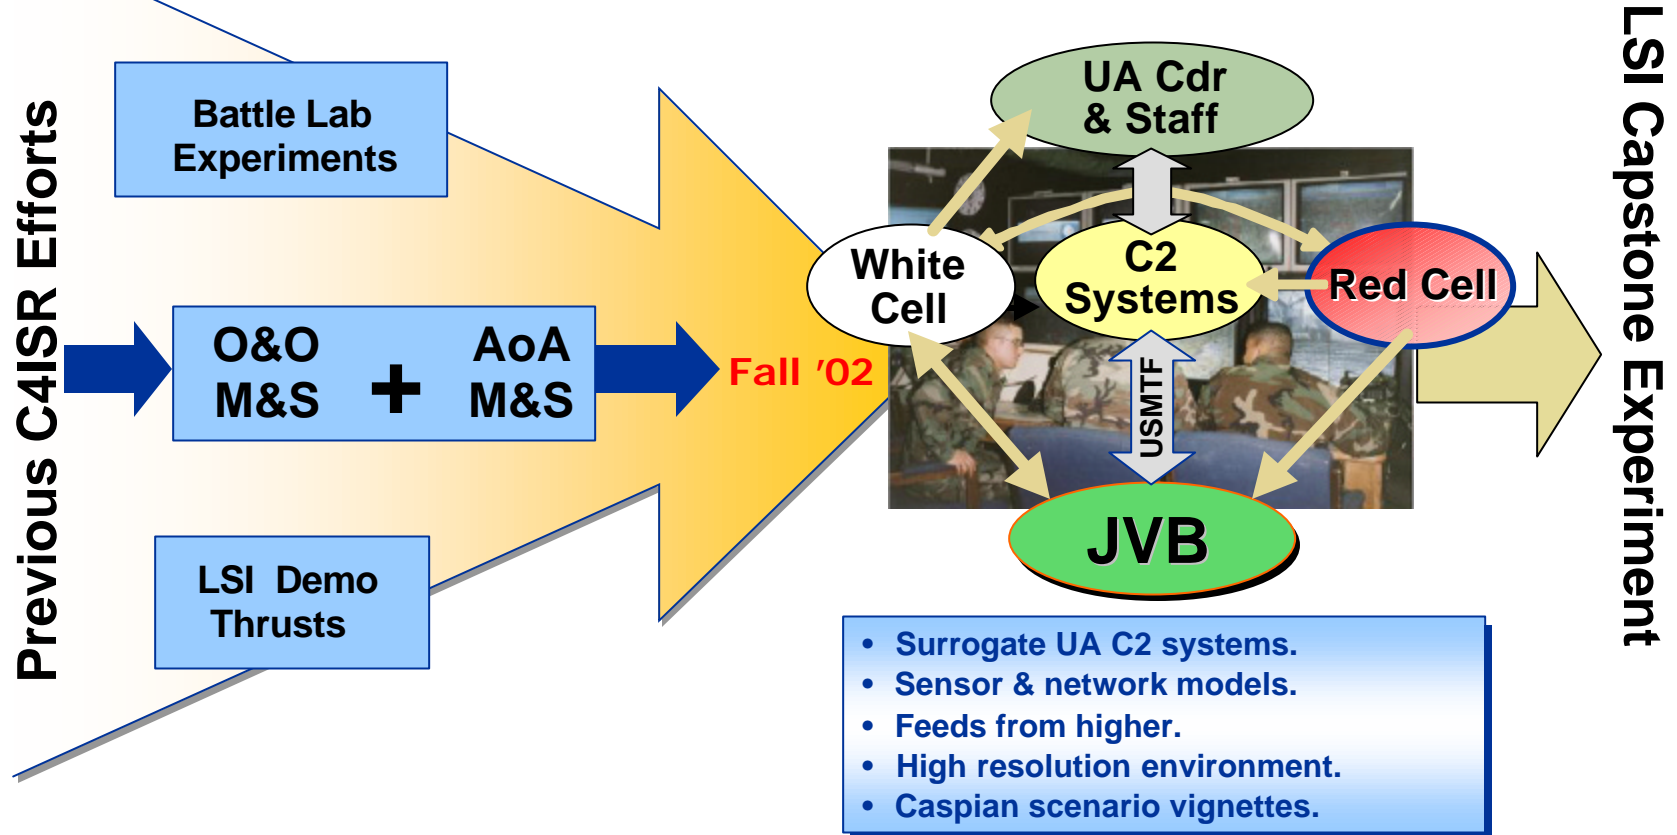 Previous C4ISR Efforts
Battle Lab
Experiments
O&O
M&S
+
AoA
M&S
LSI Demo
Thrusts
Fall '02
UA Cdr
& Staff
White
Cell
C2
Systems
Red Cell
USMTF
JVB
• Surrogate UA C2 systems.
• Sensor & network models.
• Feeds from higher.
• High resolution environment.
• Caspian scenario vignettes.
LSI Capstone Experiment